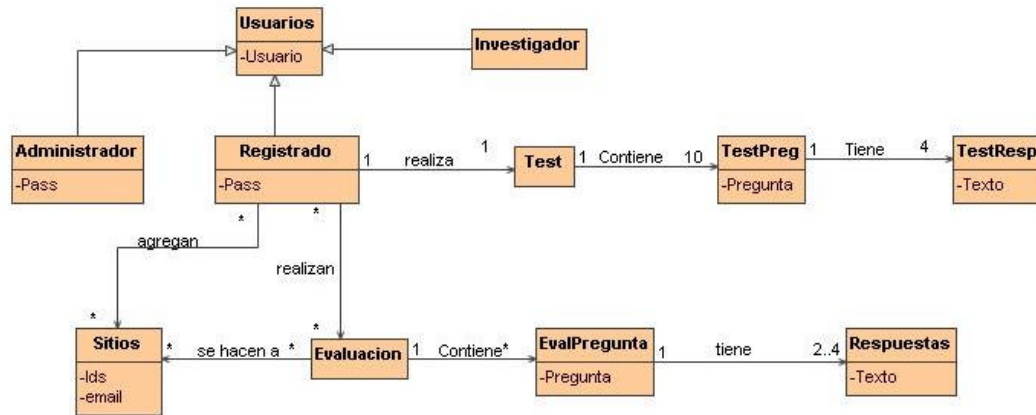 Usuarios
-Usuario
Investigador
Administrador
-Pass
Registrado
-Pass
1 realiza 1
Test
1 Contiene 10
TestPreg
-Pregunta
1 Tiene 4
TestResp
-Texto
* *
agregan
realizan
* *
Sitios
-Ids
-email
* se hacen a *
Evaluacion
1 Contiene*
EvalPregunta
-Pregunta
1 tiene 2..4
Respuestas
-Texto